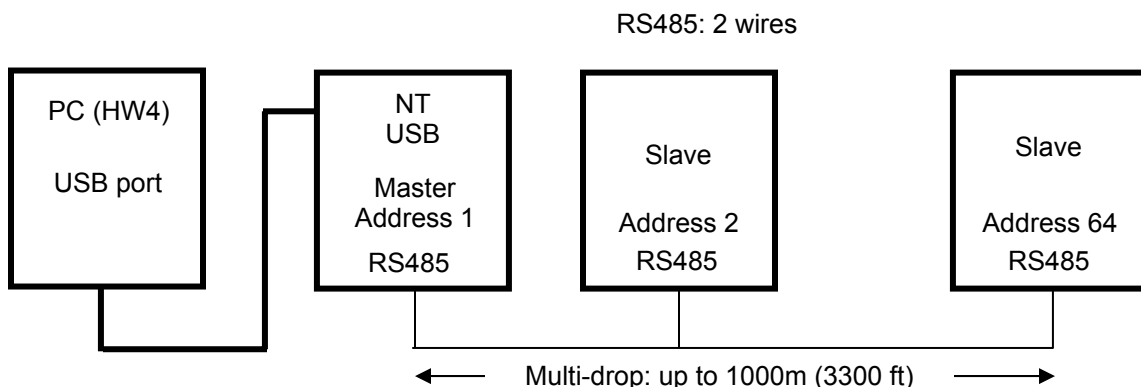 RS485: 2 wires
PC (HW4)
USB port
NT
USB
Master
Address 1
RS485
Slave
Address 2
RS485
Slave
Address 64
RS485
Multi-drop: up to 1000m (3300 ft)